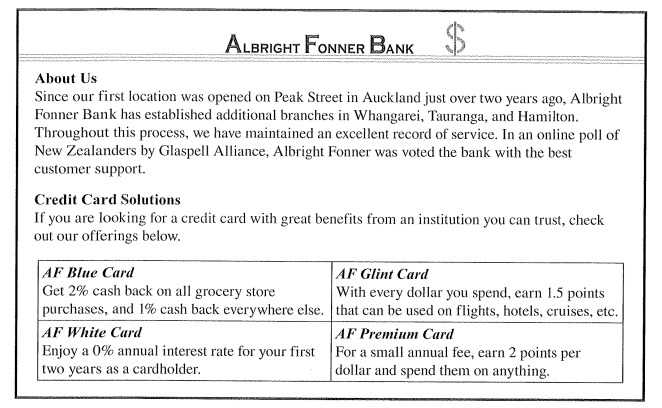 ALBRIGHT FONNER BANK $
About Us
Since our first location was opened on Peak Street in Auckland just over two years ago, Albright
Fonner Bank has established additional branches in Whangarei, Tauranga, and Hamilton.
Throughout this process, we have maintained an excellent record of service. In an online poll of
New Zealanders by Glaspell Alliance, Albright Fonner was voted the bank with the best
customer support.
Credit Card Solutions
If you are looking for a credit card with great benefits from an institution you can trust, check
out our offerings below.
AF Blue Card
Get 2% cash back on all grocery store
purchases, and 1% cash back everywhere else.
AF Glint Card
With every dollar you spend, earn 1.5 points
that can be used on flights, hotels, cruises, etc.
AF White Card
Enjoy a 0% annual interest rate for your first
two years as a cardholder.
AF Premium Card
For a small annual fee, earn 2 points per
dollar and spend them on anything.